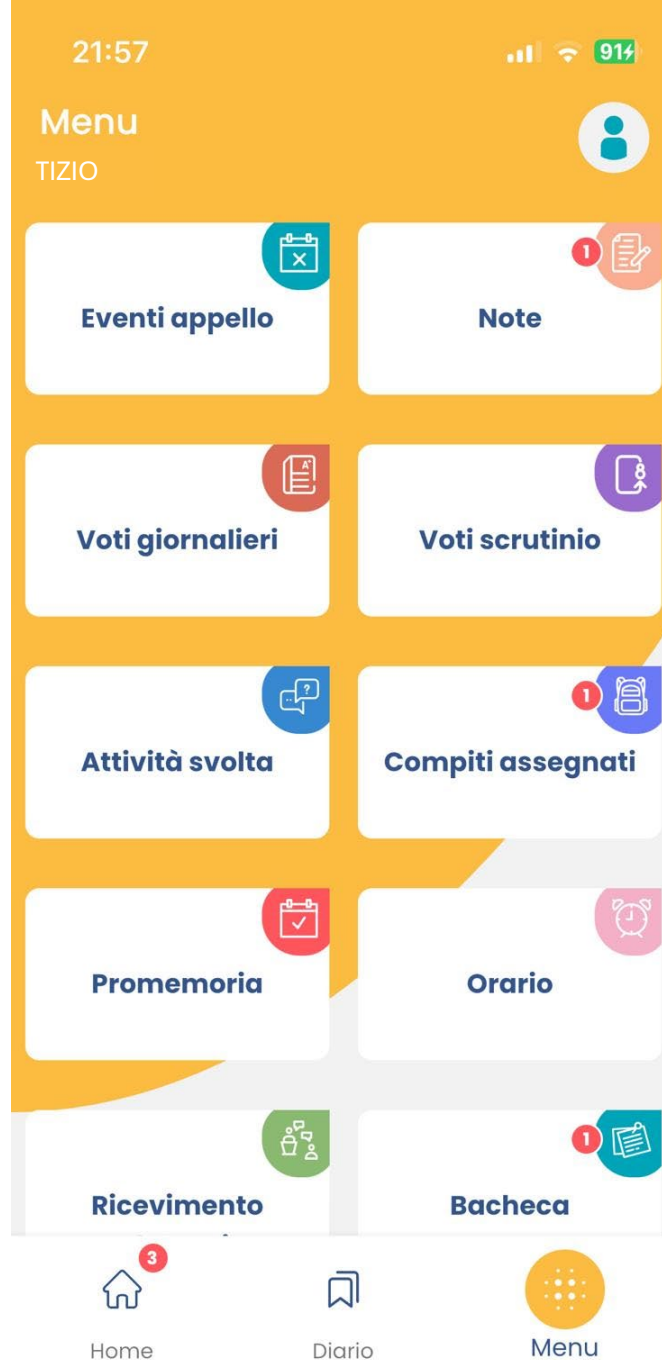 21:57
91
Menu
TIZIO
Eventi appello
1
Note
Voti giornalieri
Voti scrutinio
Attività svolta
1
Compiti assegnati
Promemoria
Orario
Ricevimento
1
Bacheca
3
Home
Diario
Menu